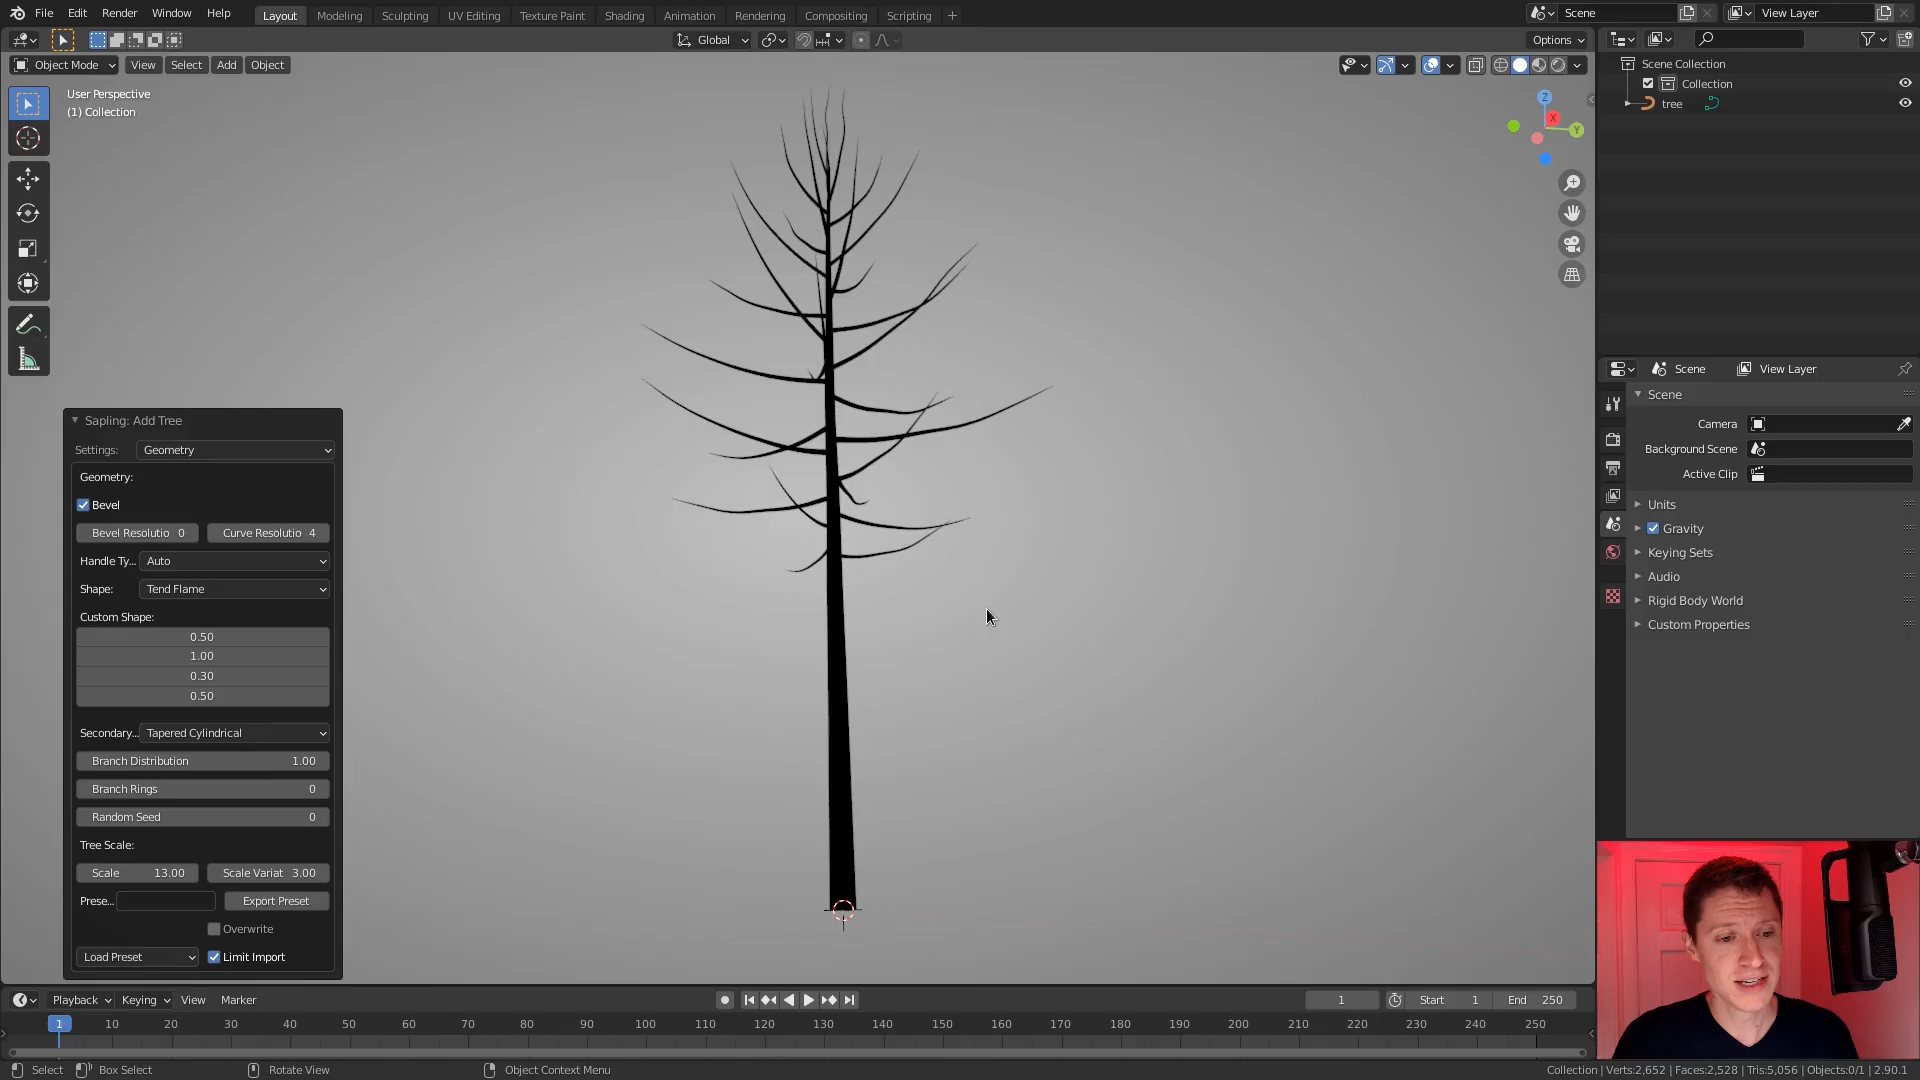 File Edit Render Window Help Layout Modeling Sculpting UV Editing Texture Paint Shading Animation Rendering Compositing Scripting + Scene View Layer
Global Options
Object Mode View Select Add Object
User Perspective
(1) Collection
Z
X
Y
Scene Collection
Collection
tree
Scene View Layer
Scene
Camera
Background Scene
Active Clip
Units
Gravity
Keying Sets
Audio
Rigid Body World
Custom Properties
Sapling: Add Tree
Settings: Geometry
Geometry:
Bevel
Bevel Resolutio 0 Curve Resolutio 4
Handle Ty... Auto
Shape: Tend Flame
Custom Shape:
0.50
1.00
0.30
0.50
Secondary... Tapered Cylindrical
Branch Distribution 1.00
Branch Rings 0
Random Seed 0
Tree Scale:
Scale 13.00 Scale Variat 3.00
Prese... Export Preset
Overwrite
Load Preset Limit Import
Playback Keying View Marker 1 Start 1 End 250
1 10 20 30 40 50 60 70 80 90 100 110 120 130 140 150 160 170 180 190 200 210 220 230 240 250
Select Box Select Rotate View Object Context Menu Collection | Verts:2,652 | Faces:2,528 | Tris:5,056 | Objects:0/1 | 2.90.1